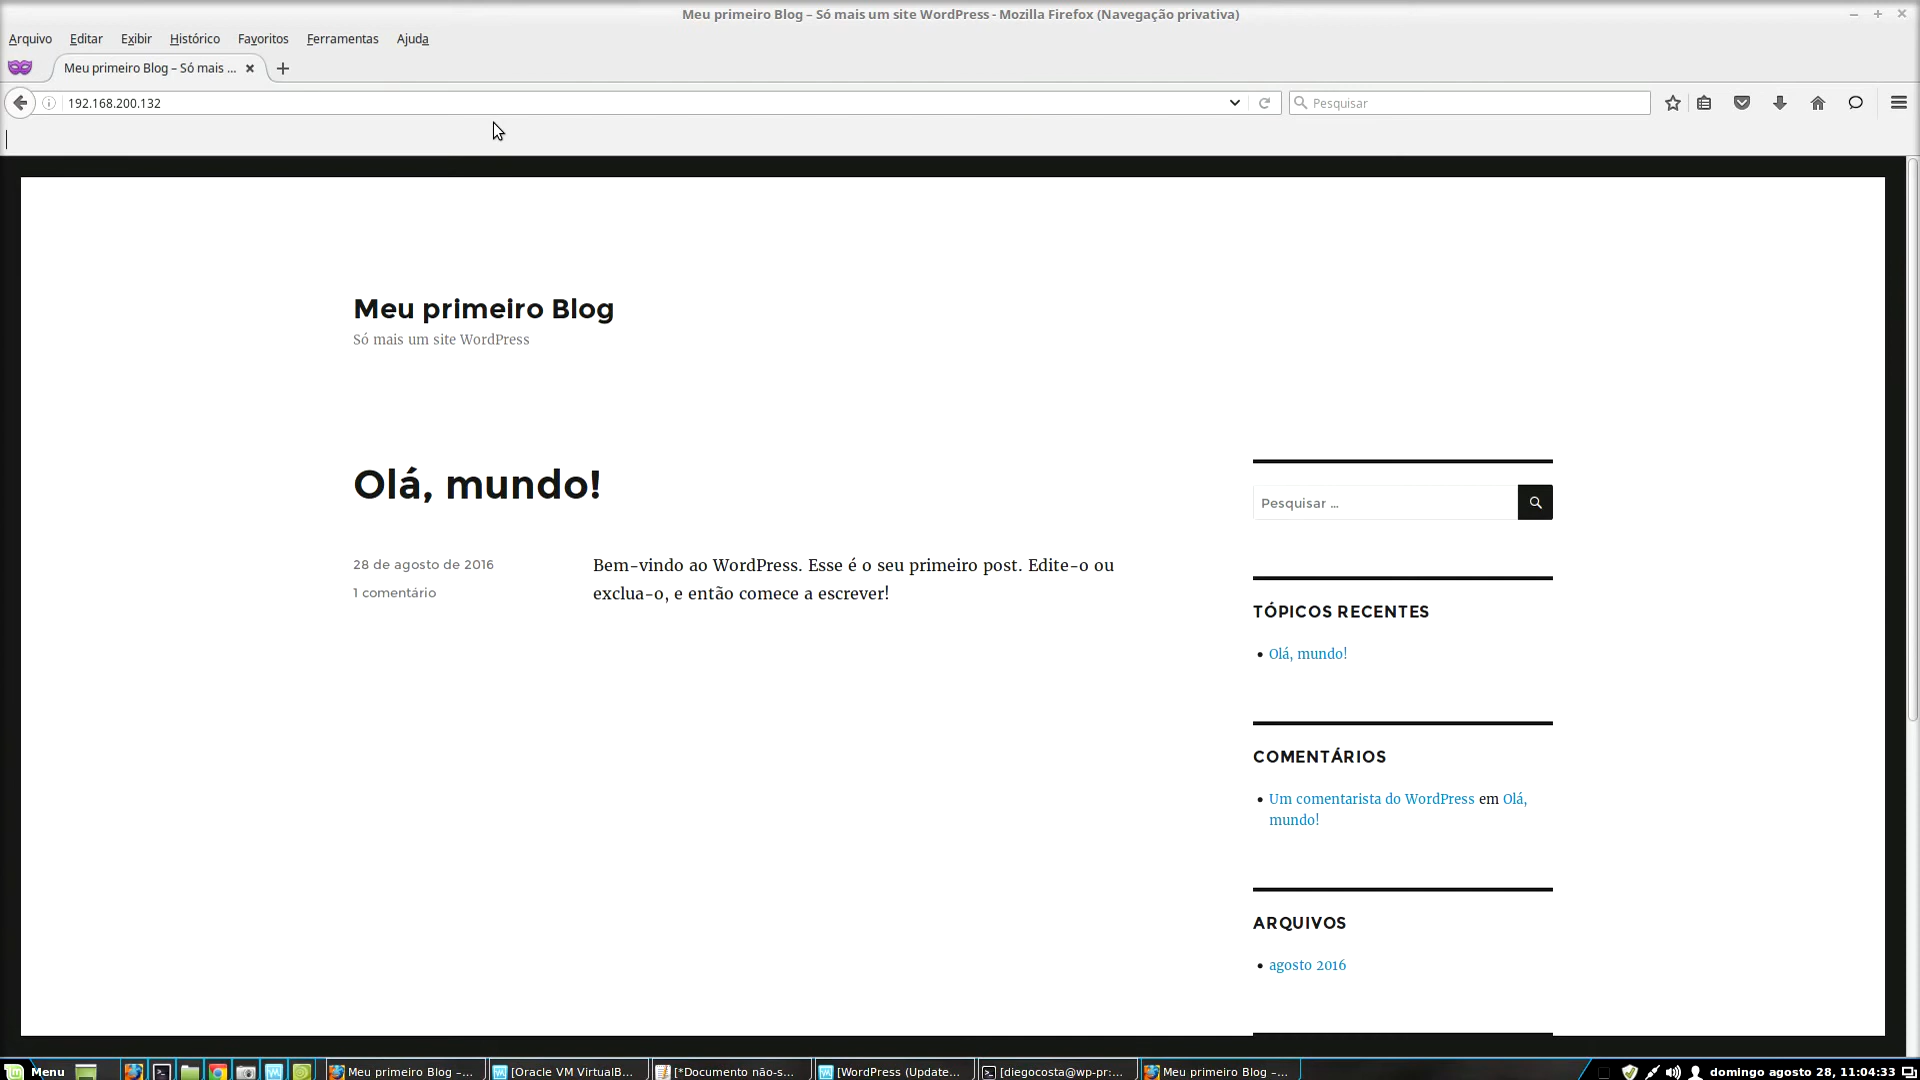 Meu primeiro Blog – Só mais um site WordPress - Mozilla Firefox (Navegação privativa)
Arquivo Editar Exibir Histórico Favoritos Ferramentas Ajuda
Meu primeiro Blog – Só mais ...
192.168.200.132
Pesquisar
Meu primeiro Blog
Só mais um site WordPress
Olá, mundo!
28 de agosto de 2016
1 comentário
Bem-vindo ao WordPress. Esse é o seu primeiro post. Edite-o ou
exclua-o, e então comece a escrever!
Pesquisar ...
TÓPICOS RECENTES
Olá, mundo!
COMENTÁRIOS
Um comentarista do WordPress em Olá,
mundo!
ARQUIVOS
agosto 2016
Menu
Meu primeiro Blog –...
[Oracle VM VirtualB...
[*Documento não-s...
[WordPress (Update...
[diegocosta@wp-pr:...
Meu primeiro Blog –...
domingo agosto 28, 11:04:33